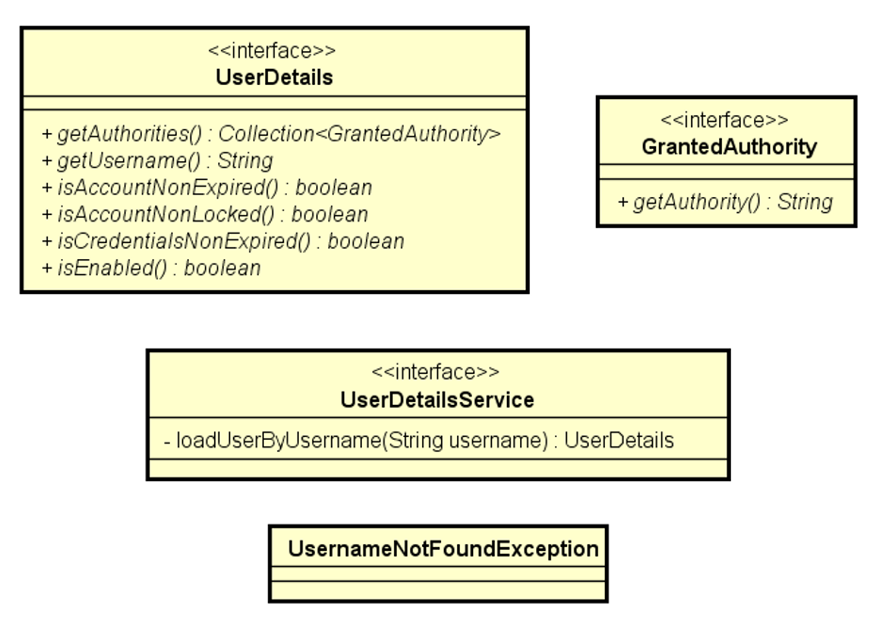 <<interface>>
UserDetails
+ getAuthorities() : Collection<GrantedAuthority>
+ getUsername() : String
+ isAccountNonExpired() : boolean
+ isAccountNonLocked() : boolean
+ isCredentialsNonExpired() : boolean
+ isEnabled() : boolean
<<interface>>
GrantedAuthority
+ getAuthority() : String
<<interface>>
UserDetailsService
- loadUserByUsername(String username) : UserDetails
UsernameNotFoundException